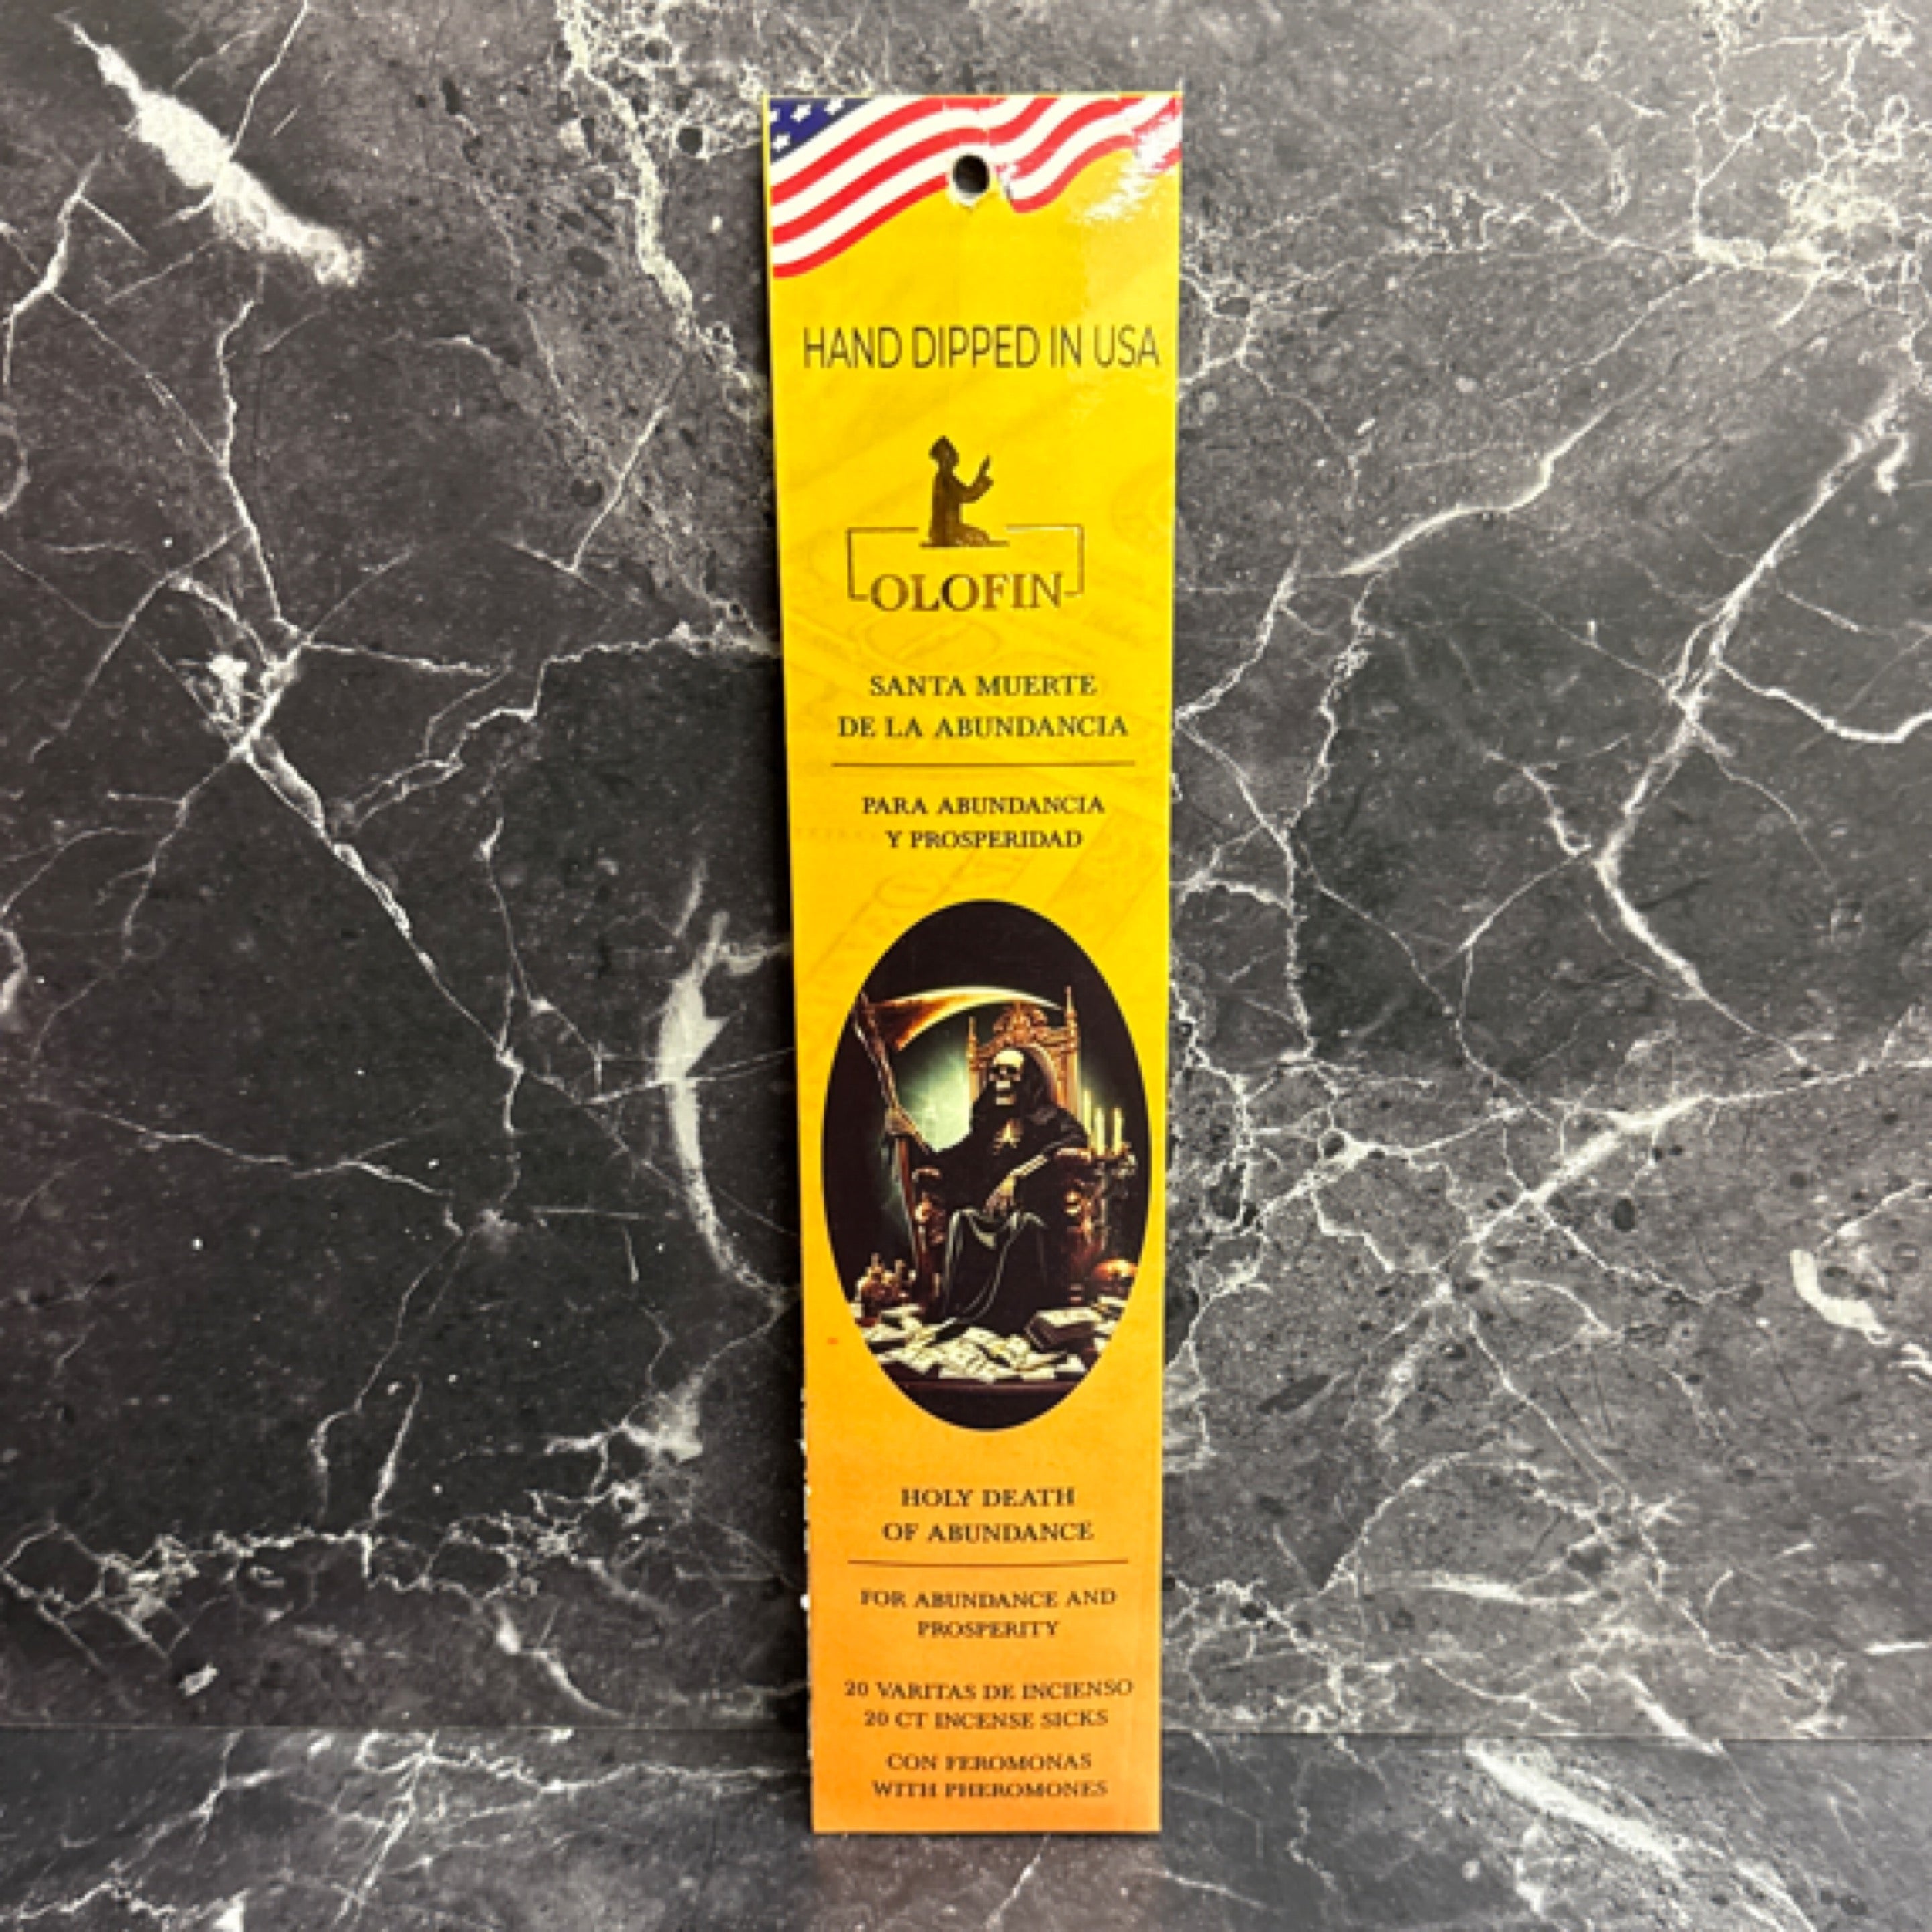 HAND DIPPED IN USA
OLOFIN
SANTA MUERTE
DE LA ABUNDANCIA
PARA ABUNDANCIA
Y PROSPERIDAD
HOLY DEATH
OF ABUNDANCE
FOR ABUNDANCE AND
PROSPERITY
20 VARITAS DE INCIENSO
20 CT INCENSE SICKS
CON FEROMONAS
WITH PHEROMONES